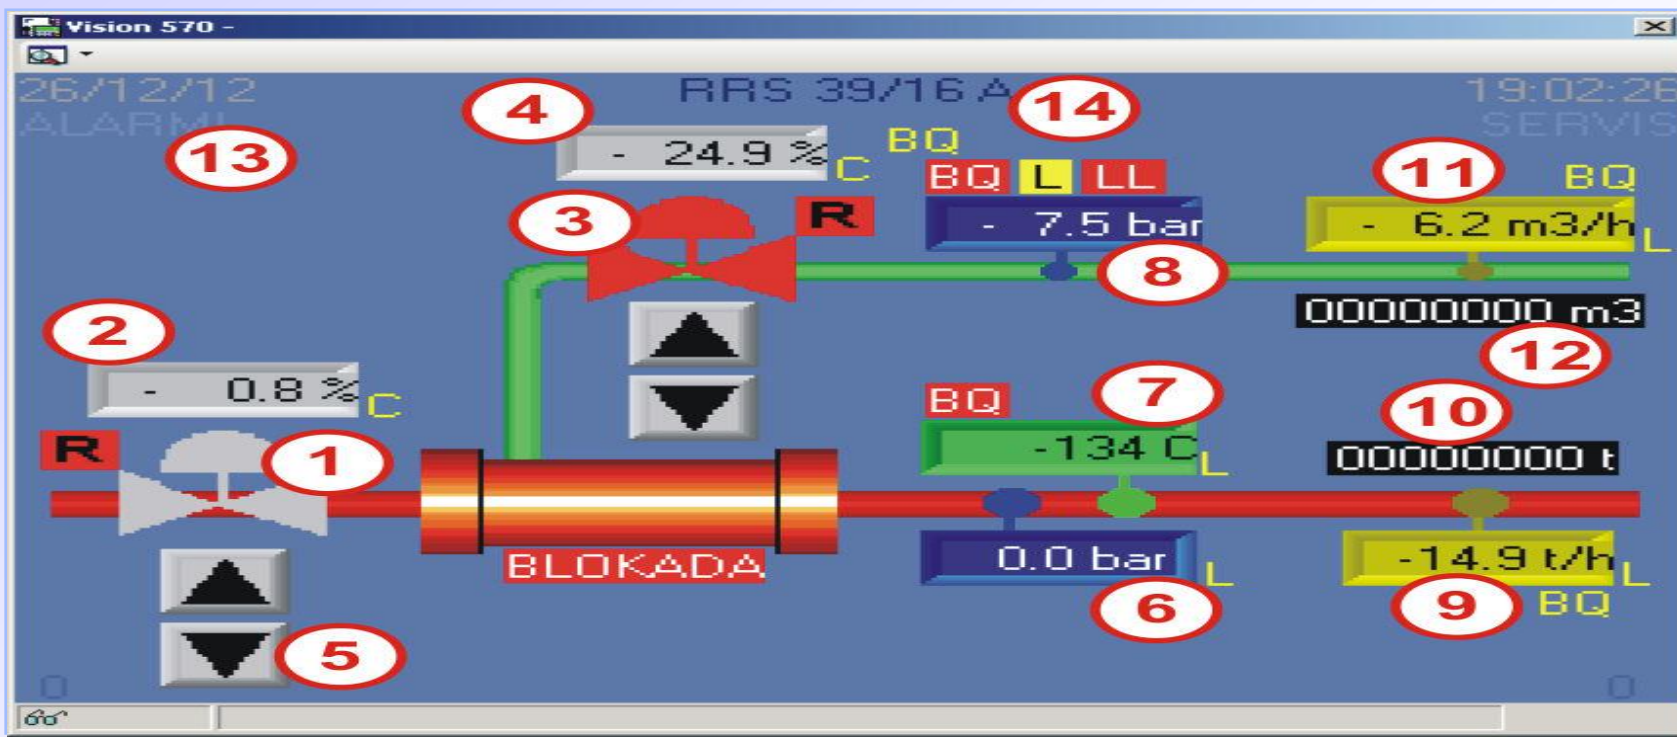 Vision 570 -
26/12/12
RRS 39/16 A
19:02:26
ALARMI
SERVIS
4
14
13
- 24.9 %
C
BQ
BQ L LL
11
BQ
3
R
- 7.5 bar
- 6.2 m3/h
L
8
2
00000000 m3
12
- 0.8 %
C
BQ
7
10
R
1
-134 C
L
00000000 t
BLOKADA
0.0 bar
L
-14.9 t/h
L
6
9
BQ
5
0
0